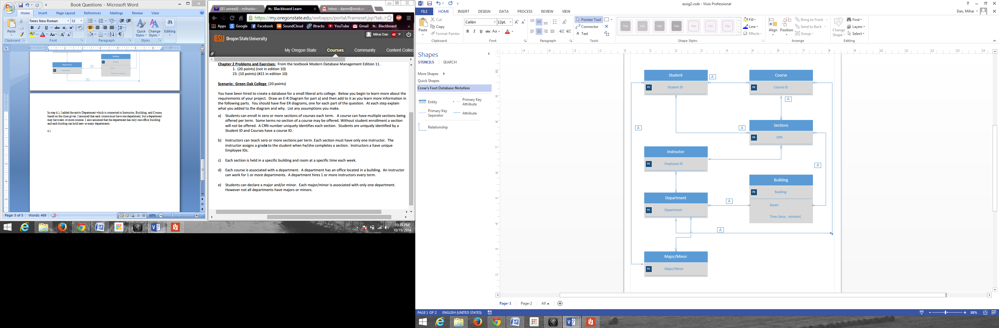 Book Questions - Microsoft Word
Home Insert Page Layout References Mailings Review View
Paste
Times New Roman 12
B I U abc x₂ x² 
Quick Styles
Change Styles
Editing
Clipboard Font Paragraph Styles
Building
Building
Room
Time (hour, minutes)
Department
Department
A
A
In step d.), I added the entity Department which is connected to Instructor, Building, and Course,
based on the clues given. I assumed that each course must have one department, but a department
may have zero or more courses. I also assumed that the department has only one office building
and each buiding can hold zero or many departments.
e.)
Page: 5 of 5 Words: 469 60%
(81 unread) - mihaidan
Blackboard Learn
Inbox - danm@onid.or
https://my.oregonstate.edu/webapps/portal/frameset.jsp?tab_t
ABP
Apps Google Facebook SoundCloud 8tracks YouTube Gmail Blackboard »
OSU Oregon State University
Mihai Dan 42
My Oregon State Courses Community Content Collec
Chapter 2 Problems and Exercises: From the textbook Modern Database Management Edition 11.
1. (20 points) (not in edition 10)
23. (10 points) (#21 in edition 10)
Scenario: Green Oak College (20 points)
You have been hired to create a database for a small liberal arts college. Below you begin to learn more about the
requirements of your project. Draw an E-R Diagram for part a) and then add to it as you learn more information in
the following parts. You should have five ER diagrams, one for each part of the question. At each step explain
what you added to the diagram and why. List any assumptions you make.
a) Students can enroll in zero or more sections of courses each term. A course can have multiple sections being
offered per term. Some terms no section of a course may be offered. Without student enrollment a section
will not be offered. A CRN number uniquely identifies each section. Students are uniquely identified by a
Student ID and Courses have a course ID.
b) Instructors can teach zero or more sections per term. Each section must have only one instructor. The
instructor assigns a grade to the student when he/she completes a section. Instructors a have unique
Employee IDs.
c) Each section is held in a specific building and room at a specific time each week.
d) Each course is associated with a department. A department has an office located in a building. An instructor
can work for 1 or more departments. A department hires 1 or more instructors every term.
e) Students can declare a major and/or minor. Each major/minor is associated with only one department.
However not all departments have majors or minors.
10:39 PM
10/19/2014
assig2.vsdx - Visio Professional
FILE HOME INSERT DESIGN DATA PROCESS REVIEW VIEW
Dan, Mihai
Paste
Cut
Copy
Format Painter
Calibri 12pt.
B I U abc Aa A
Pointer Tool
Connector
A Text
Abc Abc Abc Abc Abc Abc Abc
Fill
Line
Effects
Align
Position
Bring to Front
Send to Back
Group
Change Shape
Find
Layers
Select
Clipboard Font Paragraph Tools Shape Styles Arrange Editing
Shapes
STENCILS SEARCH
More Shapes
Quick Shapes
Crow's Foot Database Notation
Entity
Primary Key Attribute
Primary Key Separator
Attribute
Relationship
Student
PK Student ID
A
Course
PK Course ID
A
Sections
PK CRN
A
A
Instructor
PK Employee ID
A
Building
PK Building
Room
Time (hour, minutes)
Department
PK Department
A
A
Major/Minor
PK Major/Minor
Page-1 Page-2 All
PAGE 1 OF 2 ENGLISH (UNITED STATES) 88%